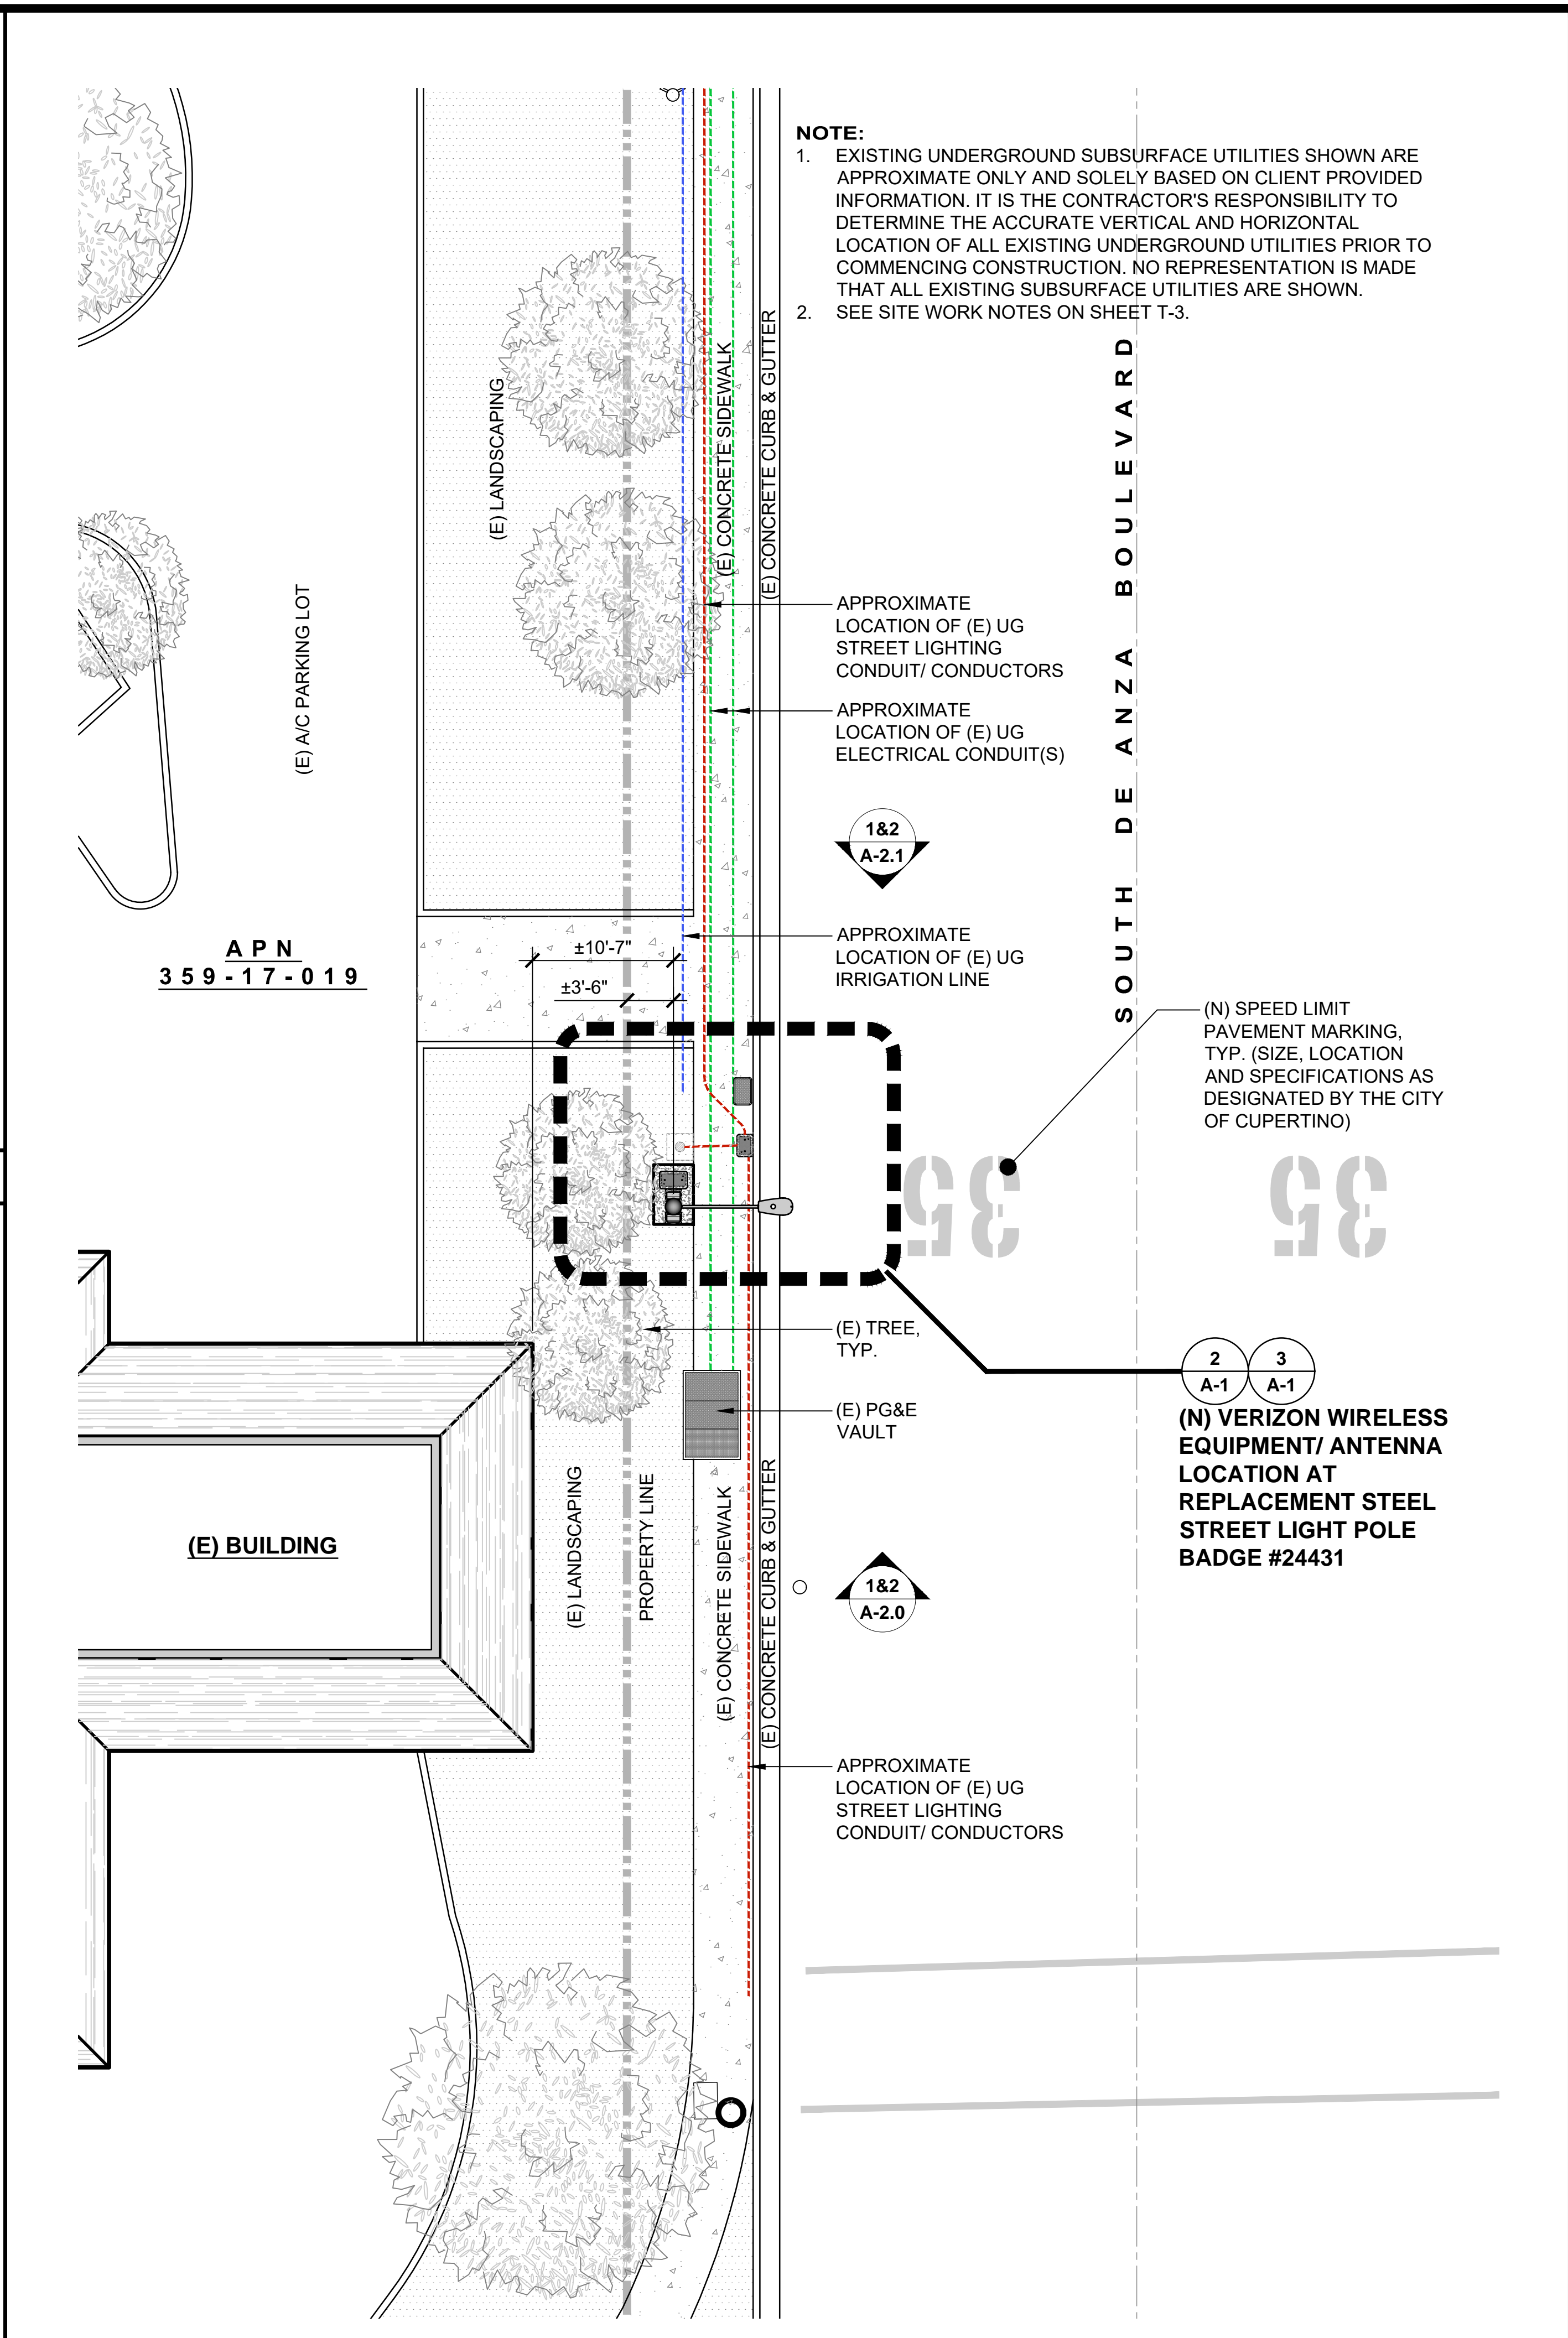 NOTE:
1. EXISTING UNDERGROUND SUBSURFACE UTILITIES SHOWN ARE
APPROXIMATE ONLY AND SOLELY BASED ON CLIENT PROVIDED
INFORMATION. IT IS THE CONTRACTOR'S RESPONSIBILITY TO
DETERMINE THE ACCURATE VERTICAL AND HORIZONTAL
LOCATION OF ALL EXISTING UNDERGROUND UTILITIES PRIOR TO
COMMENCING CONSTRUCTION. NO REPRESENTATION IS MADE
THAT ALL EXISTING SUBSURFACE UTILITIES ARE SHOWN.
2. SEE SITE WORK NOTES ON SHEET T-3.
(E) LANDSCAPING
(E) CONCRETE SIDEWALK
(E) CONCRETE CURB & GUTTER
SOUTH DE ANZA BOULEVARD
(E) A/C PARKING LOT
APPROXIMATE
LOCATION OF (E) UG
STREET LIGHTING
CONDUIT/ CONDUCTORS
APPROXIMATE
LOCATION OF (E) UG
ELECTRICAL CONDUIT(S)
1&2
A-2.1
APN
359-17-019
±10'-7"
±3'-6"
APPROXIMATE
LOCATION OF (E) UG
IRRIGATION LINE
(N) SPEED LIMIT
PAVEMENT MARKING,
TYP. (SIZE, LOCATION
AND SPECIFICATIONS AS
DESIGNATED BY THE CITY
OF CUPERTINO)
35
35
(E) TREE,
TYP.
2
A-1
3
A-1
(N) VERIZON WIRELESS
EQUIPMENT/ ANTENNA
LOCATION AT
REPLACEMENT STEEL
STREET LIGHT POLE
BADGE #24431
(E) PG&E
VAULT
(E) BUILDING
(E) LANDSCAPING
PROPERTY LINE
(E) CONCRETE SIDEWALK
(E) CONCRETE CURB & GUTTER
1&2
A-2.0
APPROXIMATE
LOCATION OF (E) UG
STREET LIGHTING
CONDUIT/ CONDUCTORS